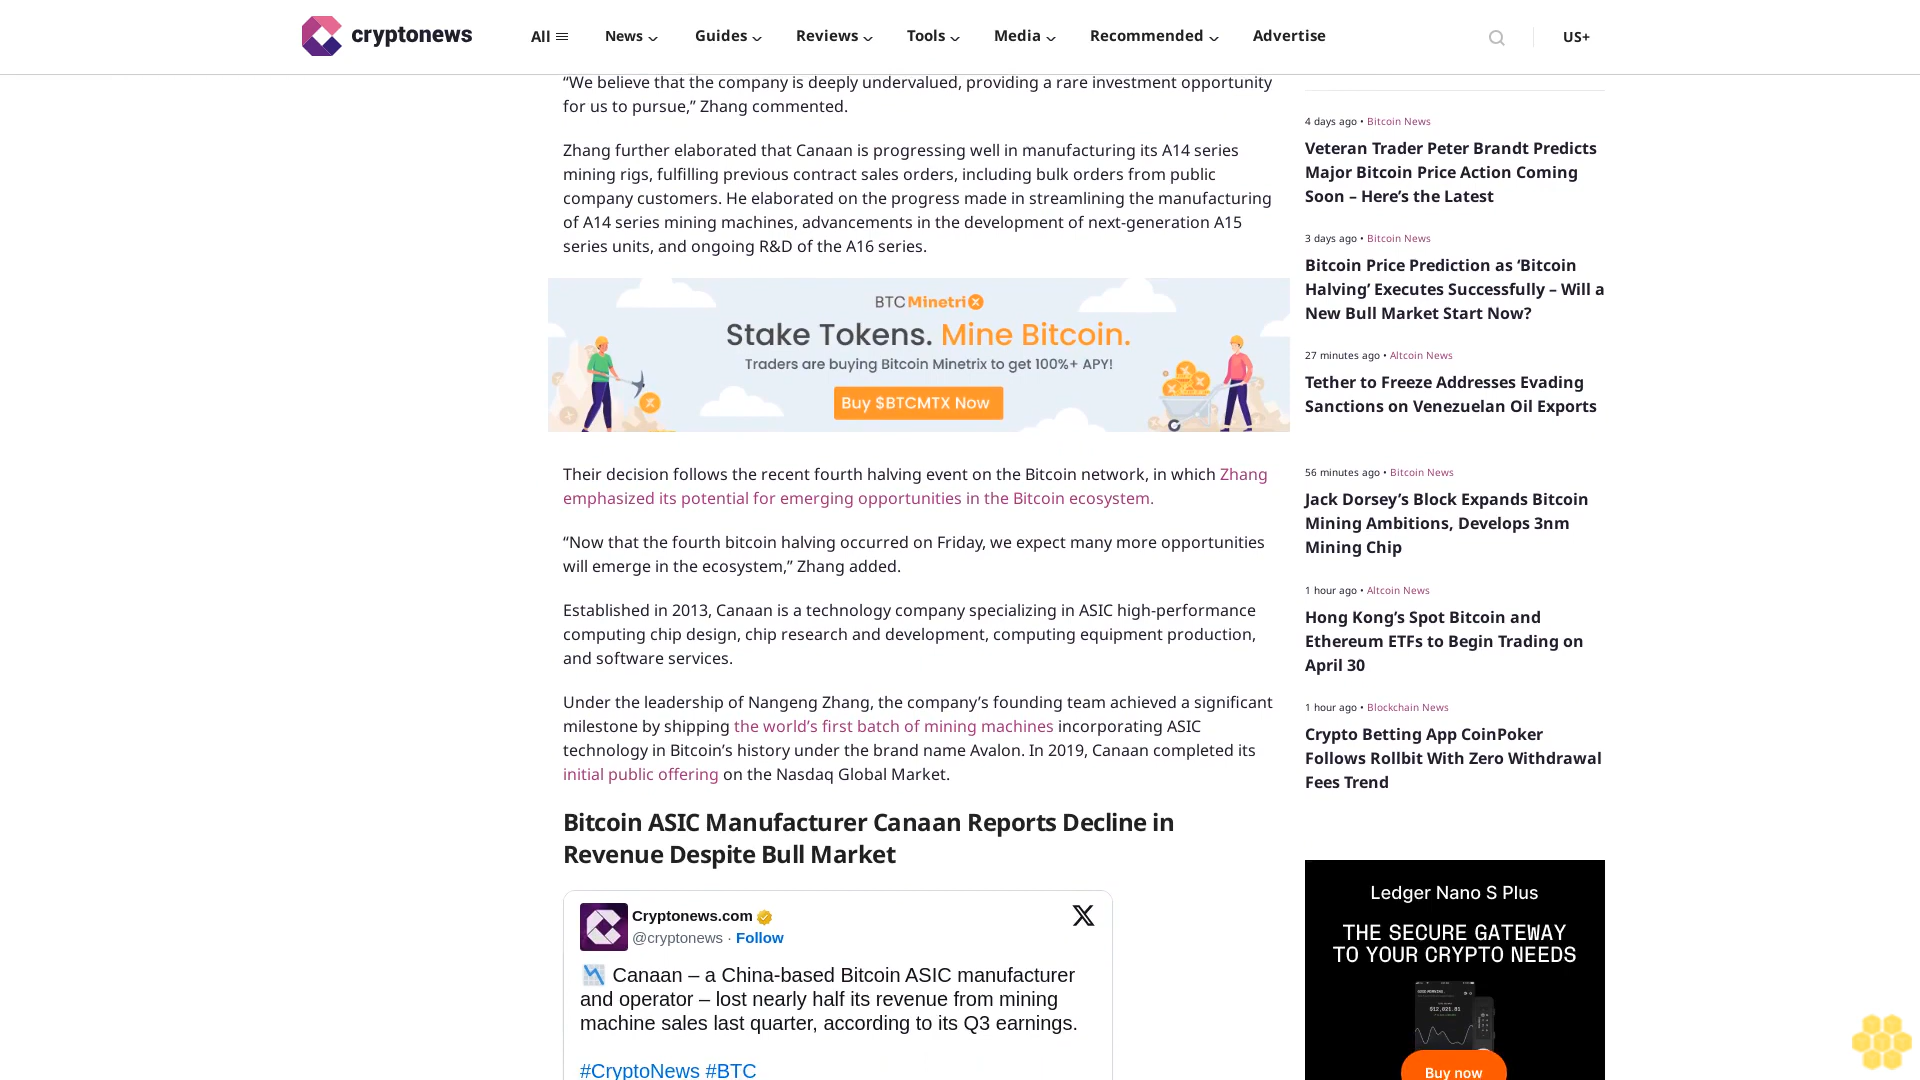 cryptonews
All
News
Guides
Reviews
Tools
Media
Recommended
Advertise
US+
“We believe that the company is deeply undervalued, providing a rare investment opportunity
for us to pursue,” Zhang commented.
Zhang further elaborated that Canaan is progressing well in manufacturing its A14 series
mining rigs, fulfilling previous contract sales orders, including bulk orders from public
company customers. He elaborated on the progress made in streamlining the manufacturing
of A14 series mining machines, advancements in the development of next-generation A15
series units, and ongoing R&D of the A16 series.
BTC Minetrix
Stake Tokens. Mine Bitcoin.
Traders are buying Bitcoin Minetrix to get 100%+ APY!
Buy $BTCMTX Now
Their decision follows the recent fourth halving event on the Bitcoin network, in which Zhang
emphasized its potential for emerging opportunities in the Bitcoin ecosystem.
“Now that the fourth bitcoin halving occurred on Friday, we expect many more opportunities
will emerge in the ecosystem,” Zhang added.
Established in 2013, Canaan is a technology company specializing in ASIC high-performance
computing chip design, chip research and development, computing equipment production,
and software services.
Under the leadership of Nangeng Zhang, the company’s founding team achieved a significant
milestone by shipping the world’s first batch of mining machines incorporating ASIC
technology in Bitcoin’s history under the brand name Avalon. In 2019, Canaan completed its
initial public offering on the Nasdaq Global Market.
Bitcoin ASIC Manufacturer Canaan Reports Decline in
Revenue Despite Bull Market
Cryptonews.com
@cryptonews · Follow
Canaan – a China-based Bitcoin ASIC manufacturer
and operator – lost nearly half its revenue from mining
machine sales last quarter, according to its Q3 earnings.
#CryptoNews #BTC
4 days ago • Bitcoin News
Veteran Trader Peter Brandt Predicts
Major Bitcoin Price Action Coming
Soon – Here’s the Latest
3 days ago • Bitcoin News
Bitcoin Price Prediction as ‘Bitcoin
Halving’ Executes Successfully – Will a
New Bull Market Start Now?
27 minutes ago • Altcoin News
Tether to Freeze Addresses Evading
Sanctions on Venezuelan Oil Exports
56 minutes ago • Bitcoin News
Jack Dorsey’s Block Expands Bitcoin
Mining Ambitions, Develops 3nm
Mining Chip
1 hour ago • Altcoin News
Hong Kong’s Spot Bitcoin and
Ethereum ETFs to Begin Trading on
April 30
1 hour ago • Blockchain News
Crypto Betting App CoinPoker
Follows Rollbit With Zero Withdrawal
Fees Trend
Ledger Nano S Plus
THE SECURE GATEWAY
TO YOUR CRYPTO NEEDS
$12,021.81
Buy now